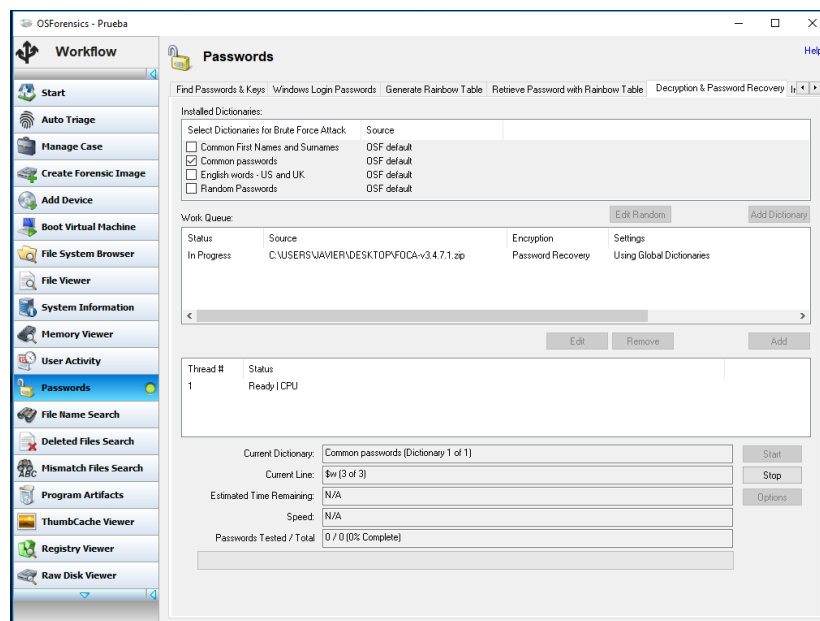 OSForensics - Prueba
Workflow
Start
Auto Triage
Manage Case
Create Forensic Image
Add Device
Boot Virtual Machine
File System Browser
File Viewer
System Information
Memory Viewer
User Activity
Passwords
File Name Search
Deleted Files Search
Mismatch Files Search
Program Artifacts
ThumbCache Viewer
Registry Viewer
Raw Disk Viewer
Passwords
Help
Find Passwords & Keys Windows Login Passwords Generate Rainbow Table Retrieve Password with Rainbow Table Decryption & Password Recovery
Installed Dictionaries:
Select Dictionaries for Brute Force Attack Source
Common First Names and Surnames OSF default
Common passwords OSF default
English words - US and UK OSF default
Random Passwords OSF default
Edit Random Add Dictionary
Work Queue:
Status Source Encryption Settings
In Progress C:\USERS\JAVIER\DESKTOP\FOCA-v3.4.7.1.zip Password Recovery Using Global Dictionaries
Edit Remove Add
Thread # Status
1 Ready | CPU
Current Dictionary: Common passwords (Dictionary 1 of 1) Start
Current Line: $w (3 of 3) Stop
Estimated Time Remaining: N/A Options
Speed: N/A
Passwords Tested / Total 0 / 0 (0% Complete)